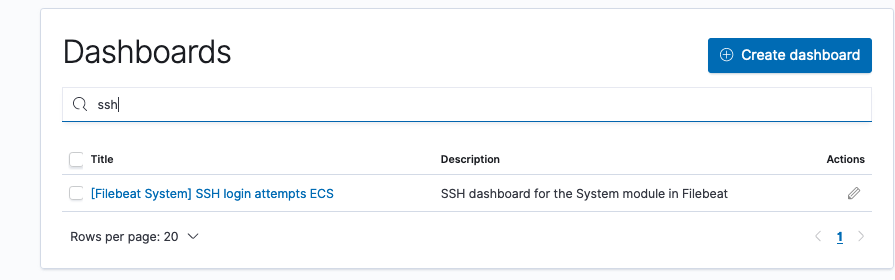 Dashboards
Create dashboard
ssh
Title Description Actions
[Filebeat System] SSH login attempts ECS SSH dashboard for the System module in Filebeat
Rows per page: 20 1